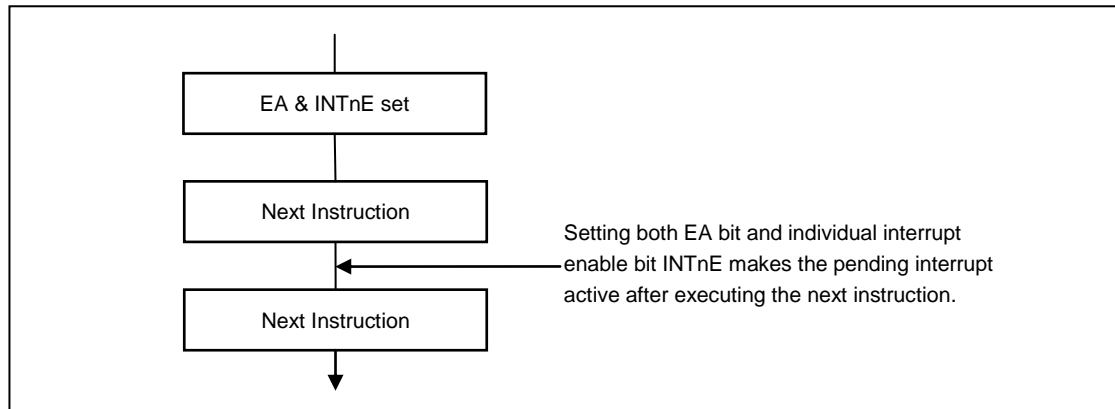 EA & INTnE set
Next Instruction
Setting both EA bit and individual interrupt
enable bit INTnE makes the pending interrupt
active after executing the next instruction.
Next Instruction